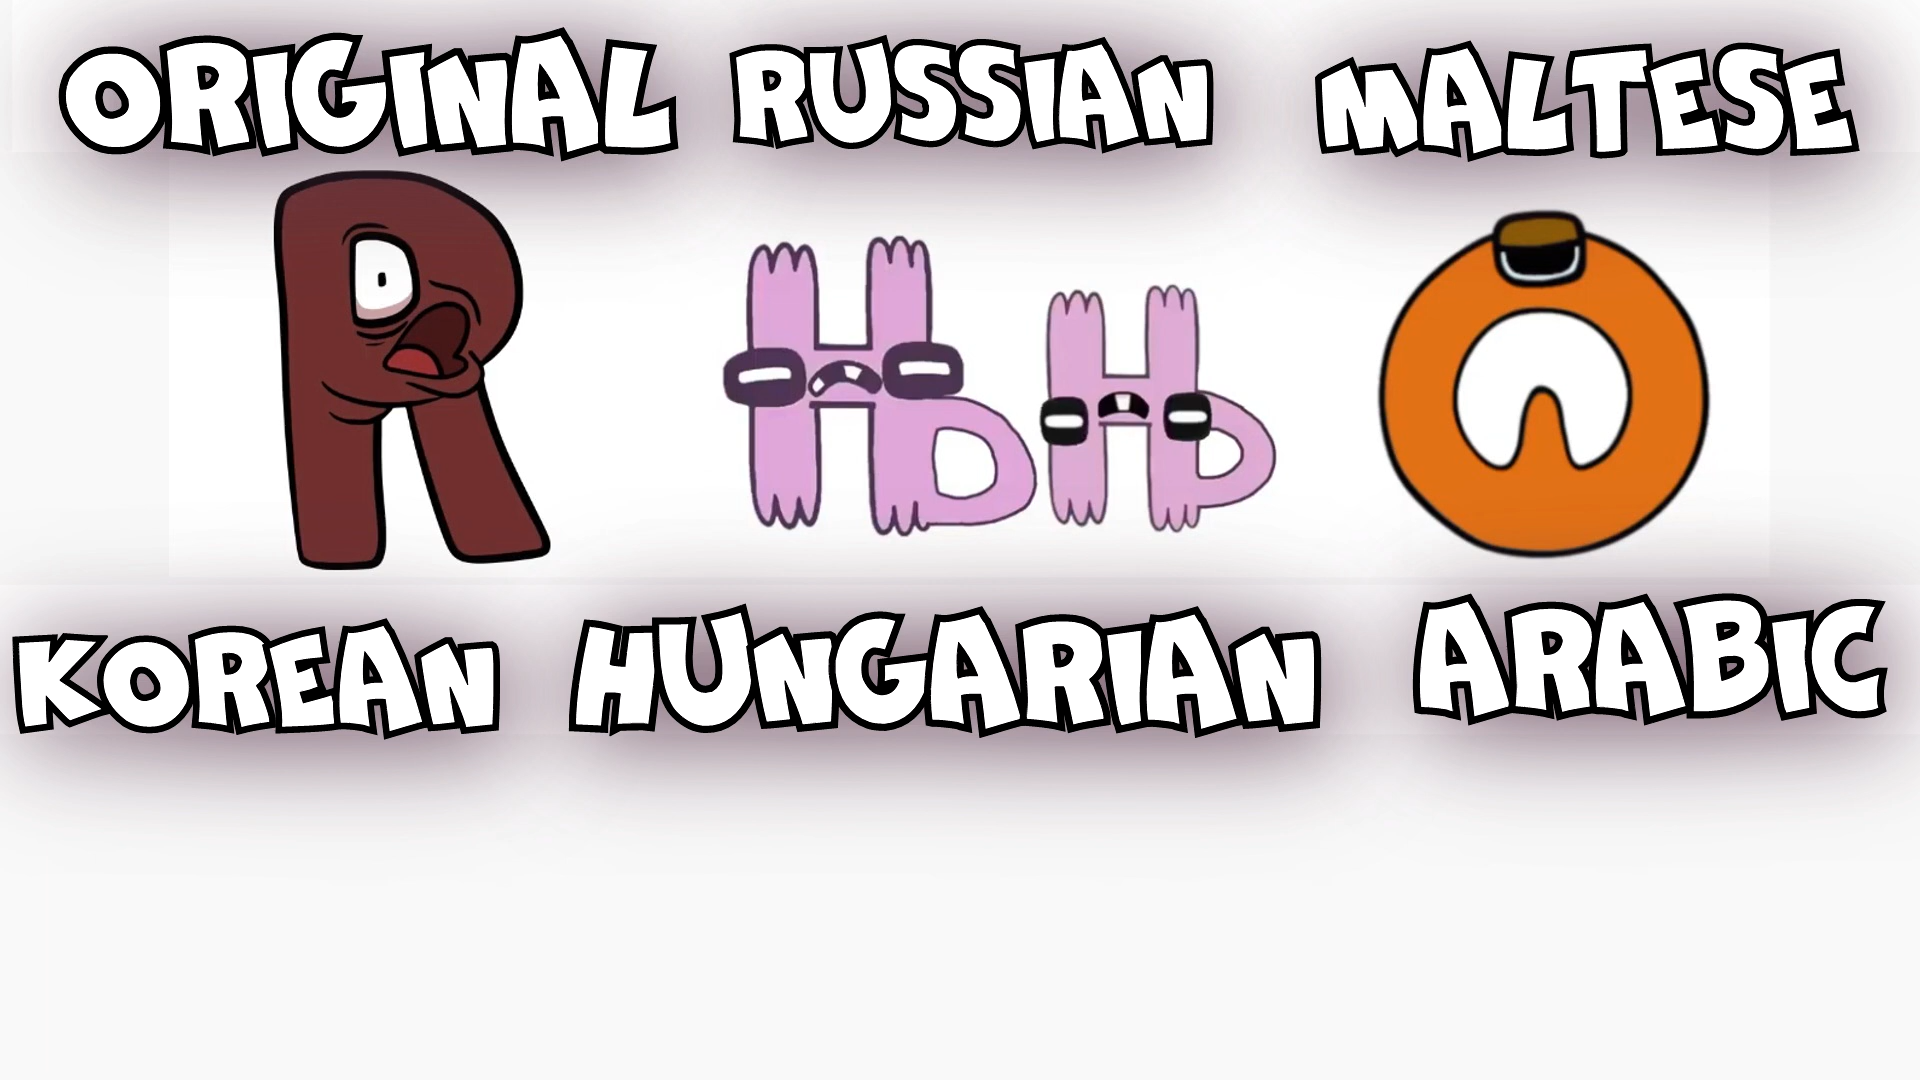 ORIGINAL RUSSIAN MALTESE
R Њ Њ O
KOREAN HUNGARIAN ARABIC